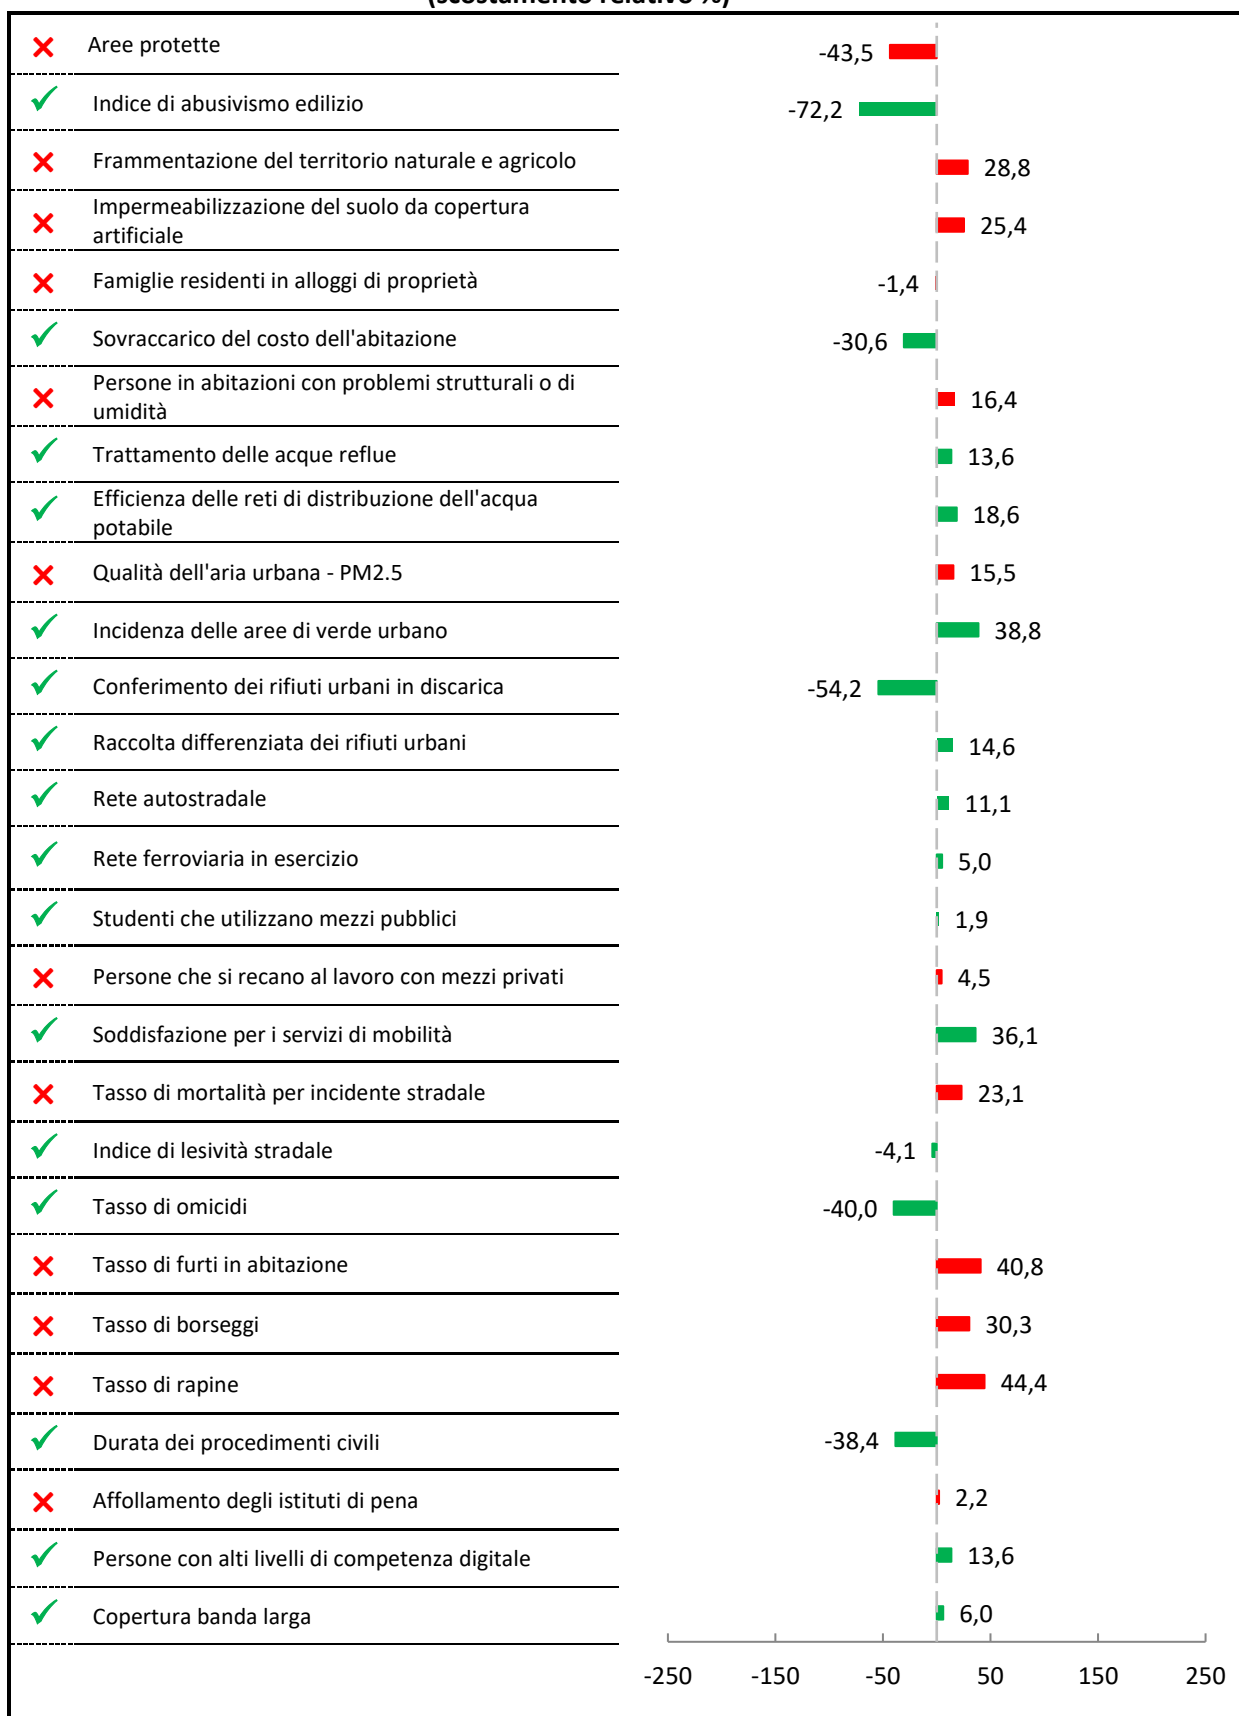 (scostamento relativo %)
Aree protette
-43,5
Indice di abusivismo edilizio
-72,2
Frammentazione del territorio naturale e agricolo
28,8
Impermeabilizzazione del suolo da copertura
artificiale
25,4
Famiglie residenti in alloggi di proprietà
-1,4
Sovraccarico del costo dell'abitazione
-30,6
Persone in abitazioni con problemi strutturali o di
umidità
16,4
Trattamento delle acque reflue
13,6
Efficienza delle reti di distribuzione dell'acqua
potabile
18,6
Qualità dell'aria urbana - PM2.5
15,5
Incidenza delle aree di verde urbano
38,8
Conferimento dei rifiuti urbani in discarica
-54,2
Raccolta differenziata dei rifiuti urbani
14,6
Rete autostradale
11,1
Rete ferroviaria in esercizio
5,0
Studenti che utilizzano mezzi pubblici
1,9
Persone che si recano al lavoro con mezzi privati
4,5
Soddisfazione per i servizi di mobilità
36,1
Tasso di mortalità per incidente stradale
23,1
Indice di lesività stradale
-4,1
Tasso di omicidi
-40,0
Tasso di furti in abitazione
40,8
Tasso di borseggi
30,3
Tasso di rapine
44,4
Durata dei procedimenti civili
-38,4
Affollamento degli istituti di pena
2,2
Persone con alti livelli di competenza digitale
13,6
Copertura banda larga
6,0
-250 -150 -50 50 150 250